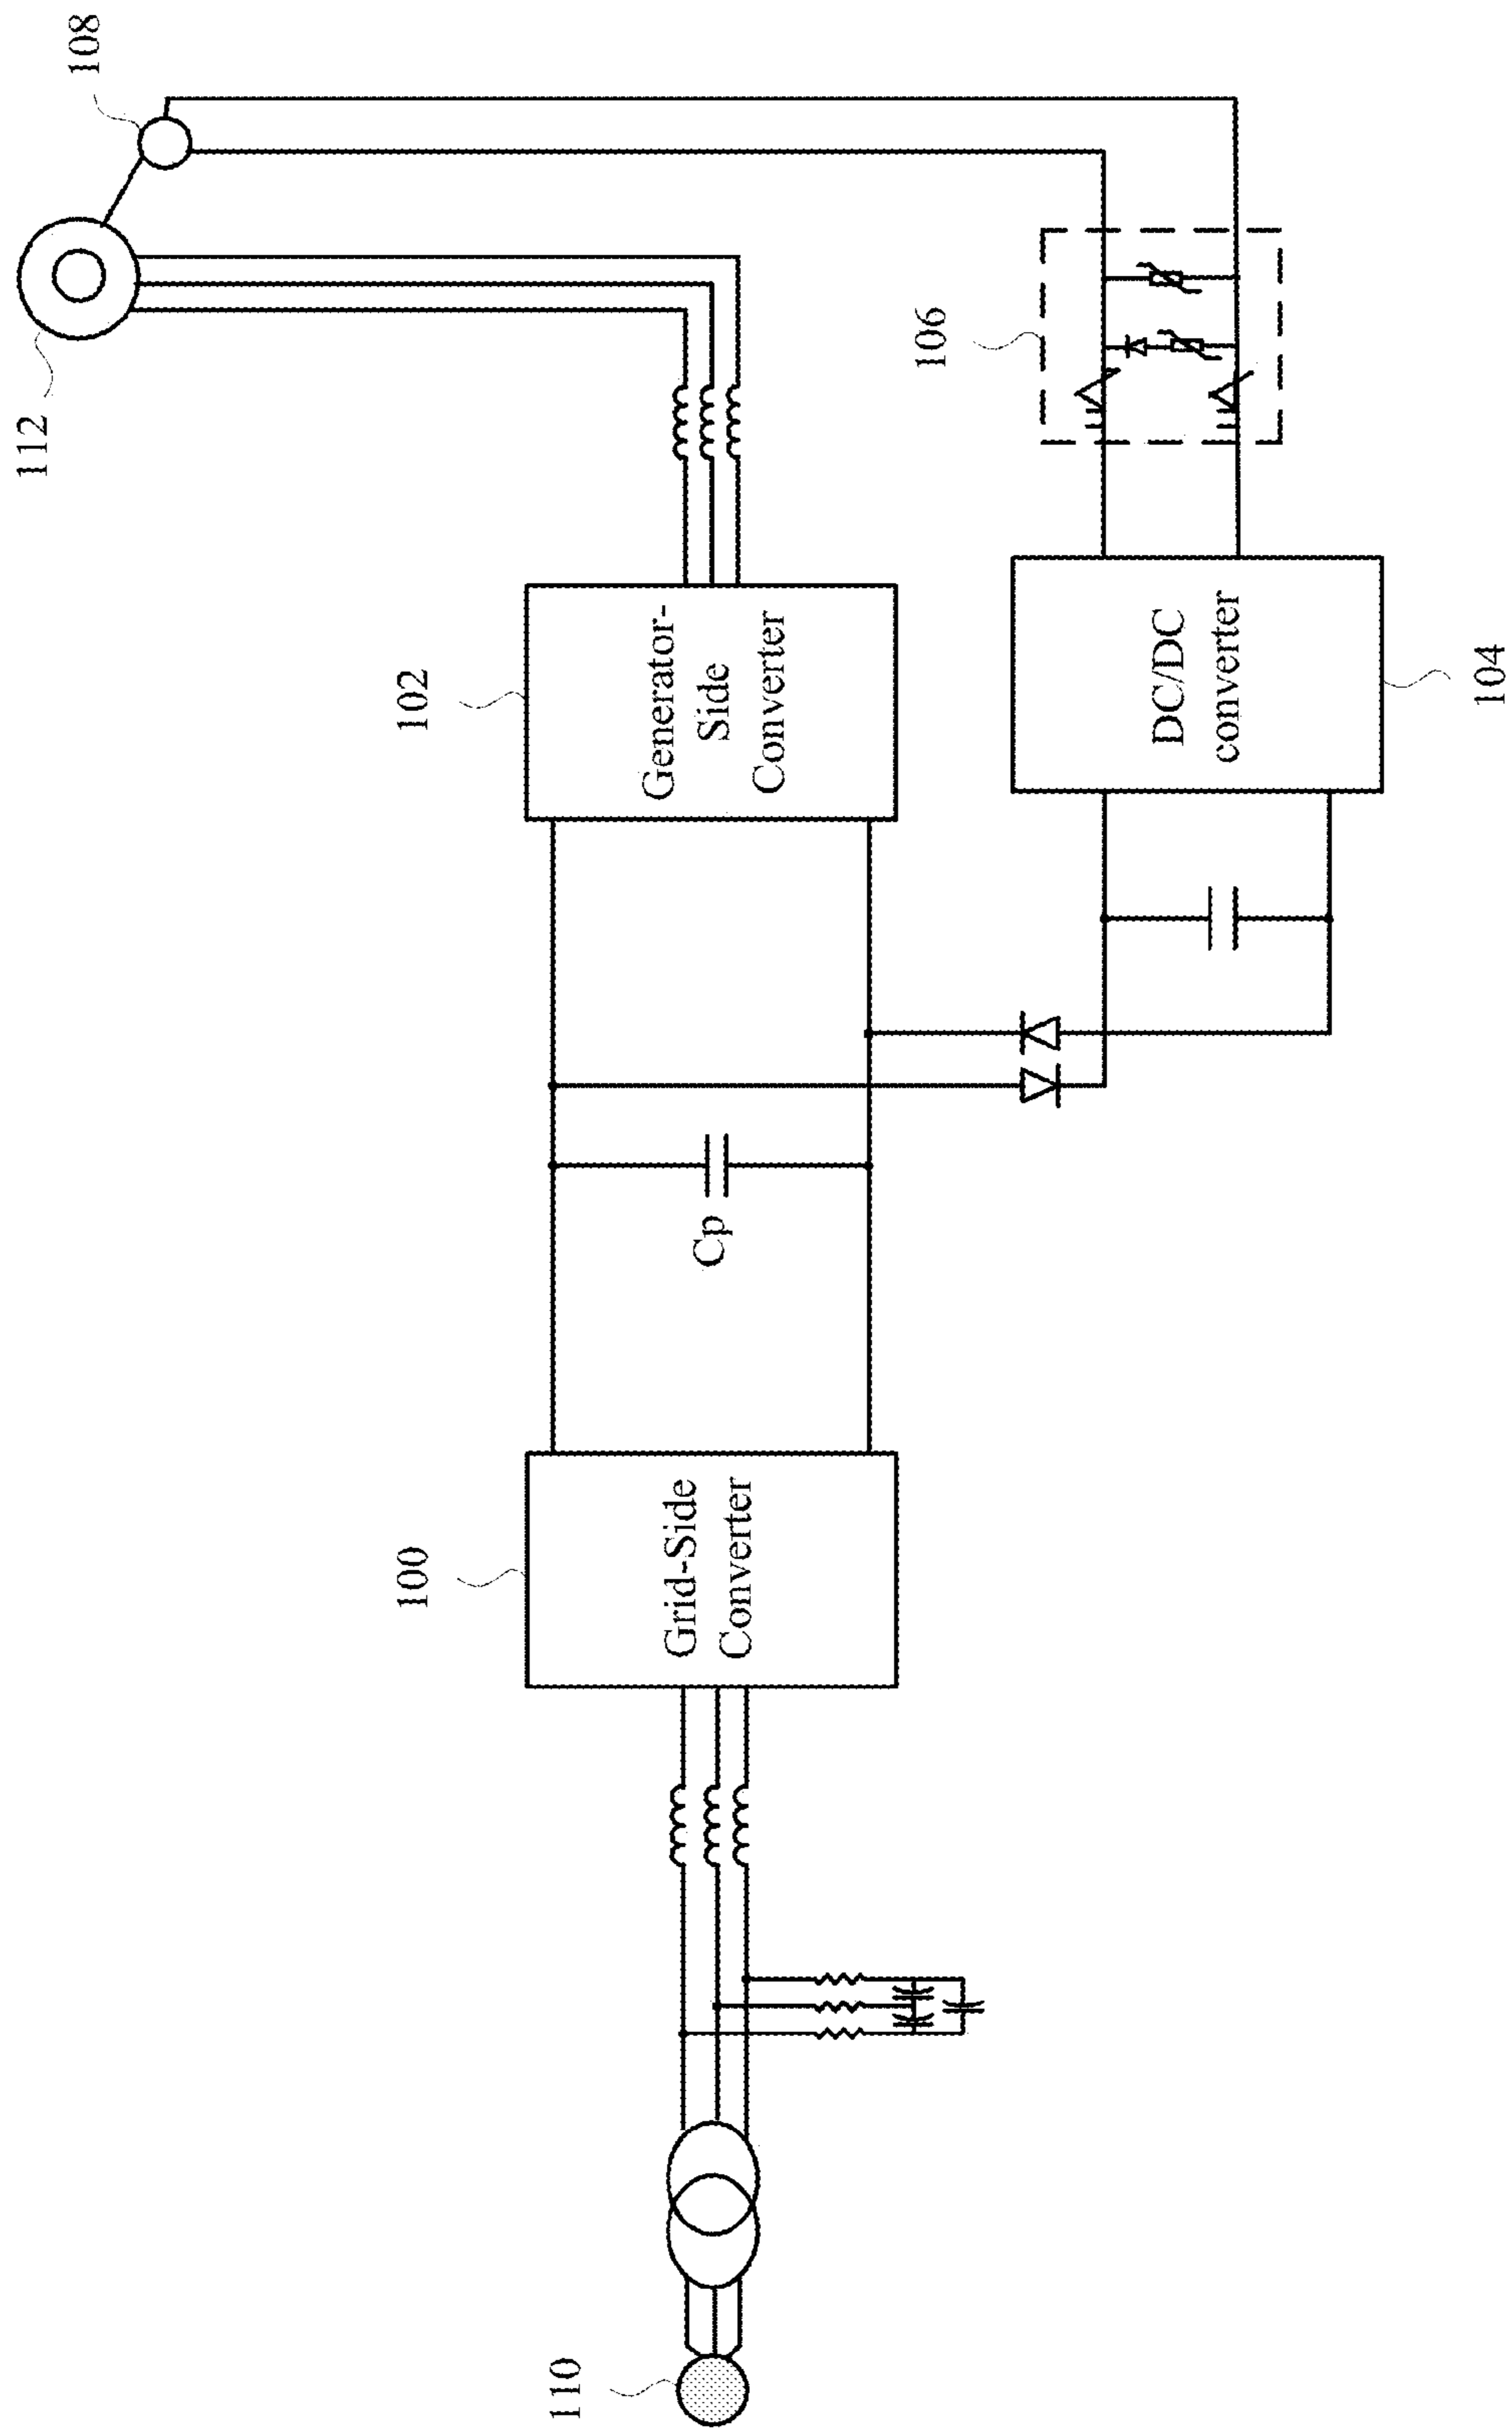 108
112
106
102
Generator-
Side
Converter
DC/DC
converter
104
Cp
100
Grid-Side
Converter
110